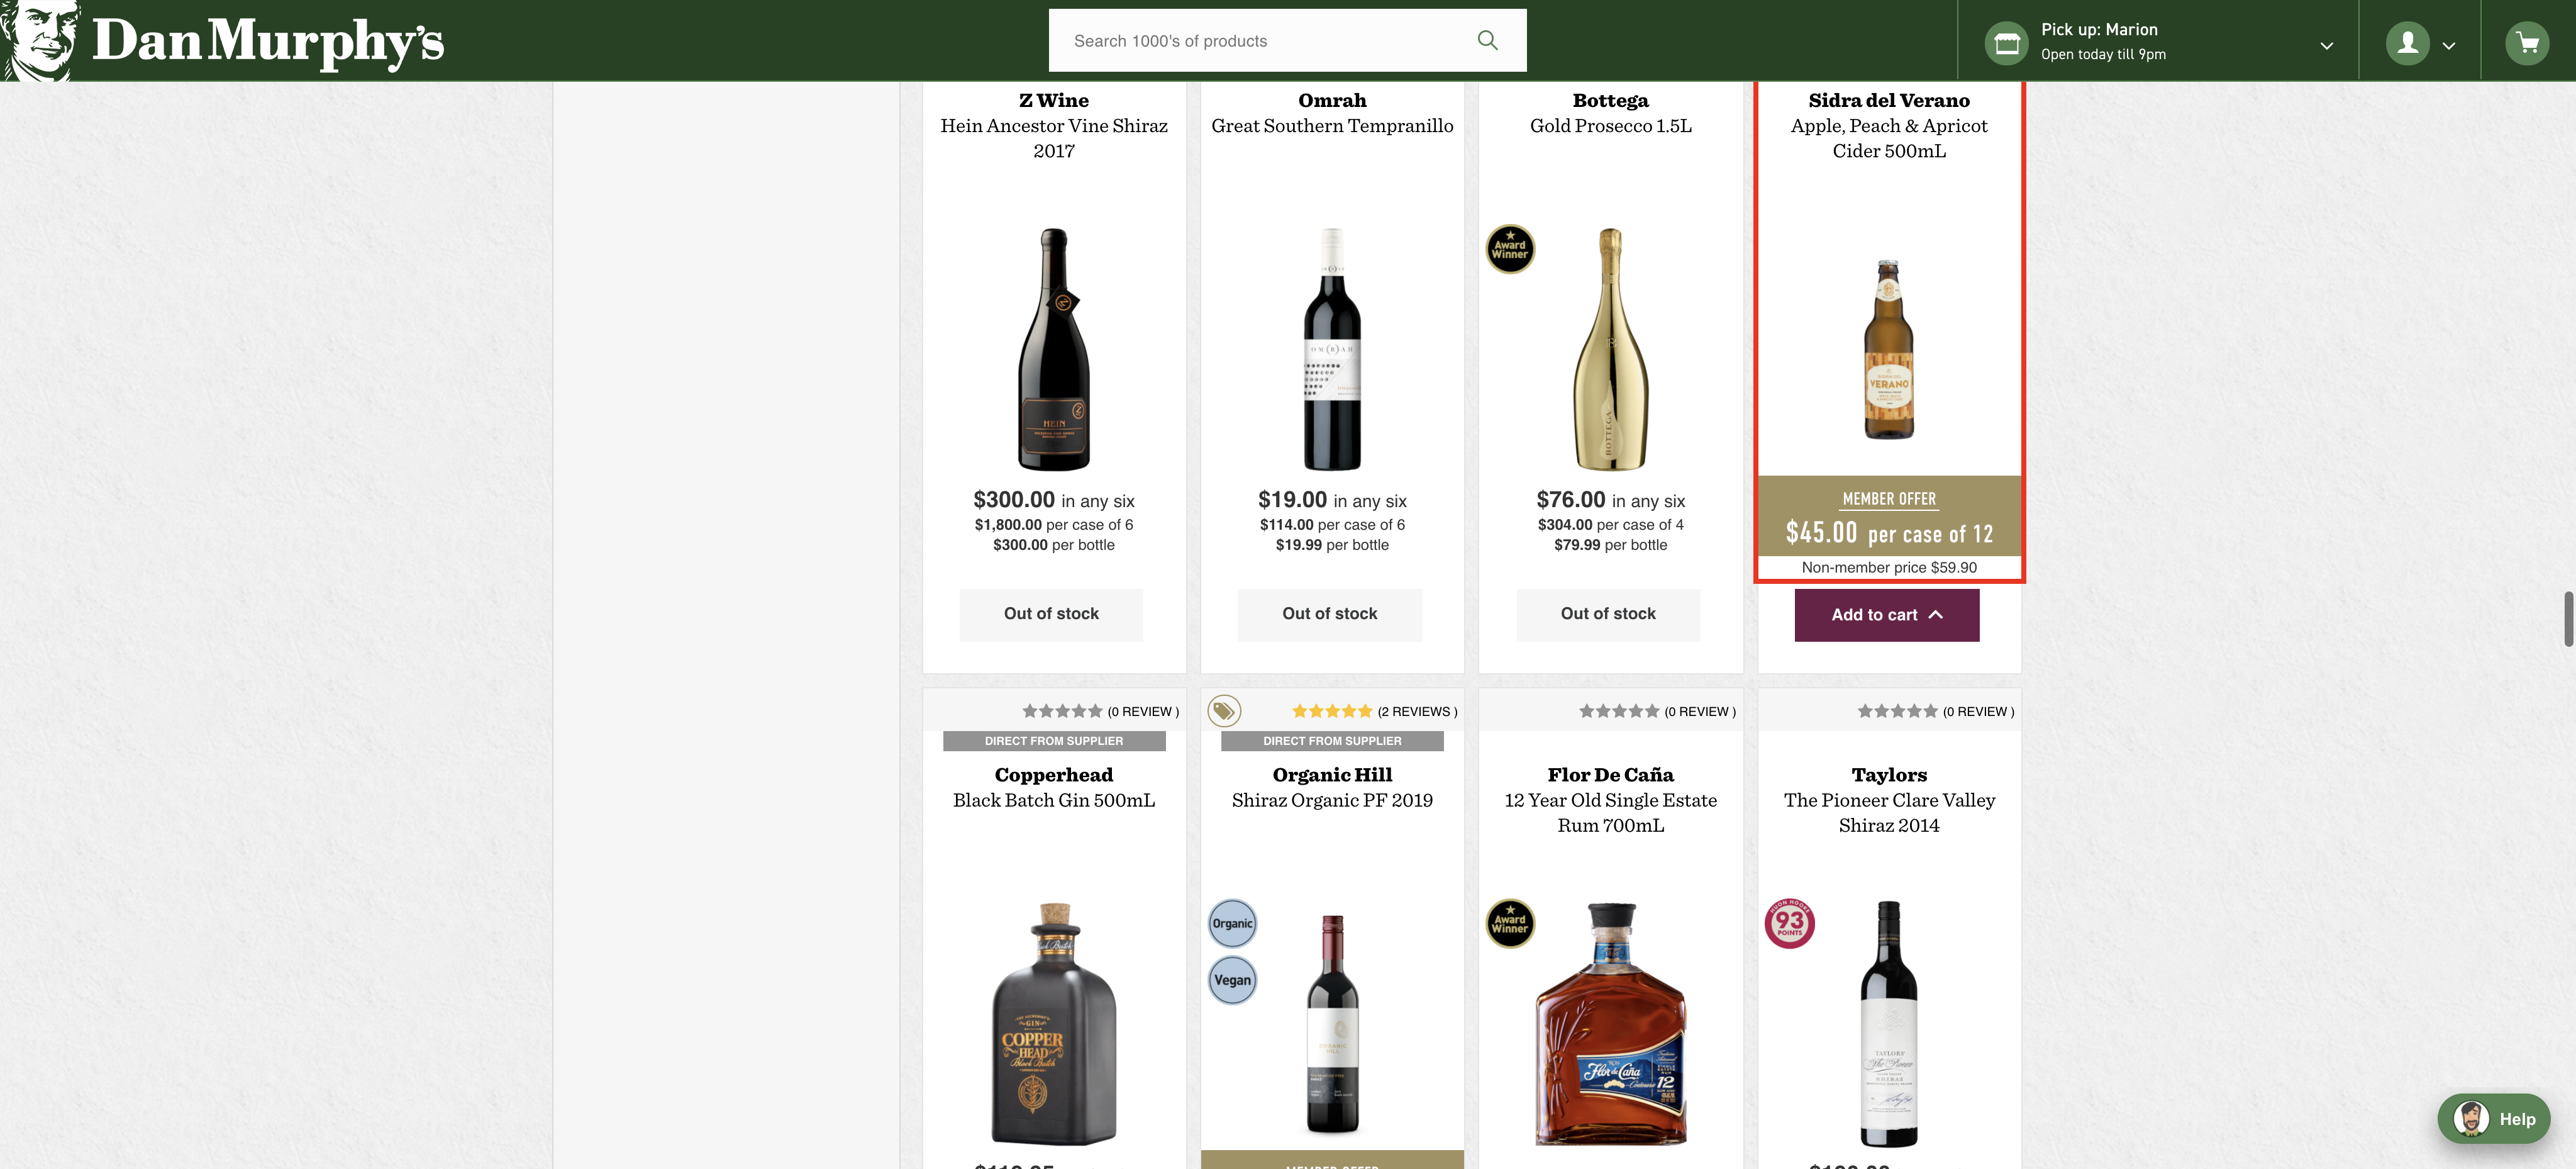 Dan Murphy's
Search 1000's of products
Pick up: Marion
Open today till 9pm
Z Wine
Hein Ancestor Vine Shiraz
2017
HEIN
$300.00 in any six
$1,800.00 per case of 6
$300.00 per bottle
Out of stock
Omrah
Great Southern Tempranillo
OM(R)AH
$19.00 in any six
$114.00 per case of 6
$19.99 per bottle
Out of stock
Bottega
Gold Prosecco 1.5L
Award
Winner
BOTTEGA
$76.00 in any six
$304.00 per case of 4
$79.99 per bottle
Out of stock
Sidra del Verano
Apple, Peach & Apricot
Cider 500mL
VERANO
MEMBER OFFER
$45.00 per case of 12
Non-member price $59.90
Add to cart
(0 REVIEW )
DIRECT FROM SUPPLIER
Copperhead
Black Batch Gin 500mL
GIN
COPPER
HEAD
Black Batch
(2 REVIEWS )
DIRECT FROM SUPPLIER
Organic Hill
Shiraz Organic PF 2019
Organic
Vegan
ORGANIC
HILL
(0 REVIEW )
Flor De Caña
12 Year Old Single Estate
Rum 700mL
Award
Winner
Flor de Caña
12
(0 REVIEW )
Taylors
The Pioneer Clare Valley
Shiraz 2014
93
POINTS
TAYLORS
The Pioneer
SHIRAZ
Help